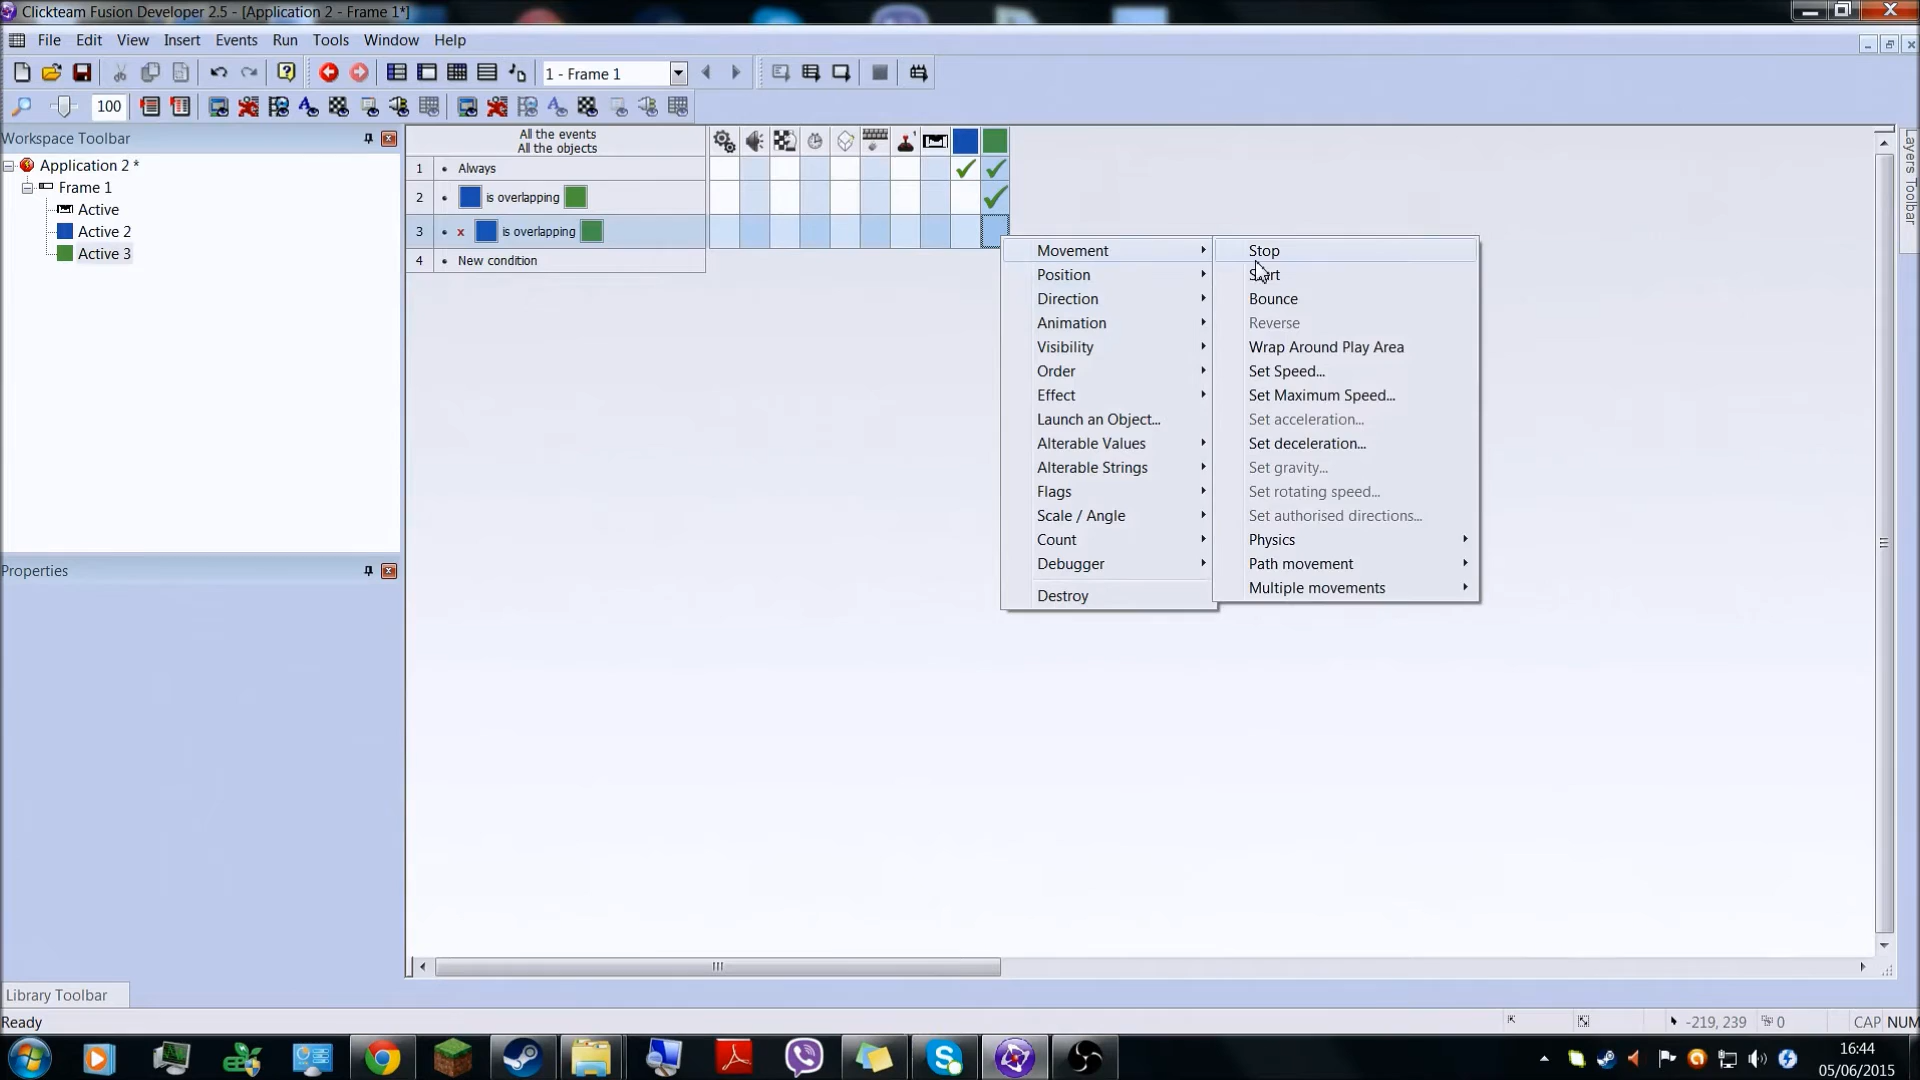 Clickteam Fusion Developer 2.5 - [Application 2 - Frame 1*]
File Edit View Insert Events Run Tools Window Help
1 - Frame 1
100
Workspace Toolbar
Application 2 *
Frame 1
Active
Active 2
Active 3
Properties
Library Toolbar
Layers Toolbar
All the events
All the objects
1 Always
2 is overlapping
3 x is overlapping
4 New condition
Movement
Position
Direction
Animation
Visibility
Order
Effect
Launch an Object...
Alterable Values
Alterable Strings
Flags
Scale / Angle
Count
Debugger
Destroy
Stop
Start
Bounce
Reverse
Wrap Around Play Area
Set Speed...
Set Maximum Speed...
Set acceleration...
Set deceleration...
Set gravity...
Set rotating speed...
Set authorised directions...
Physics
Path movement
Multiple movements
Ready
-219, 239 0 CAP NUM
16:44
05/06/2015